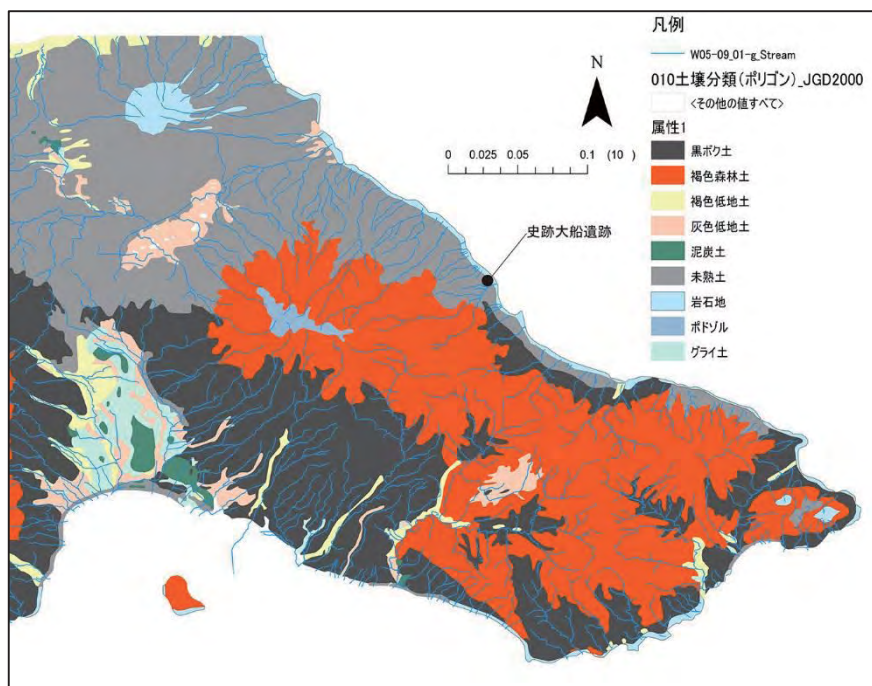 凡例
W05-09_01-g_Stream
010土壌分類(ポリゴン)_JGD2000
<その他の値すべて>
属性1
黒ボク土
褐色森林土
褐色低地土
灰色低地土
泥炭土
未熟土
岩石地
ポドゾル
グライ土
N
0 0.025 0.05 0.1 (10 )
史跡大船遺跡